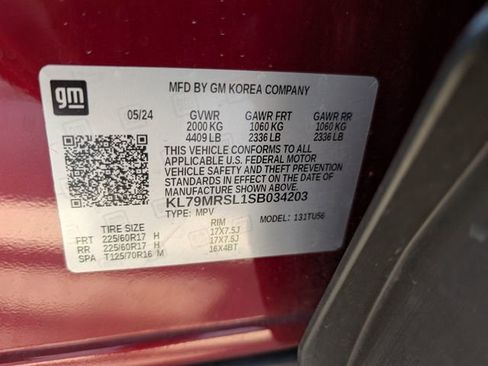 gm
MFD BY GM KOREA COMPANY
05/24 GVWR GAWR FRT GAWR RR
2000 KG 1060 KG 1060 KG
4409 LB 2336 LB 2336 LB
THIS VEHICLE CONFORMS TO ALL
APPLICABLE U.S. FEDERAL MOTOR
VEHICLE SAFETY AND THEFT PREVENTION
STANDARDS IN EFFECT ON THE DATE OF
MANUFACTURE SHOWN ABOVE.
KL79MRSL1SB034203
TYPE: MPV MODEL: 131TU56
TIRE SIZE RIM
FRT 225/60R17 H 17X7.5J
RR 225/60R17 H 17X7.5J
SPA T125/70R16 M 16X4BT